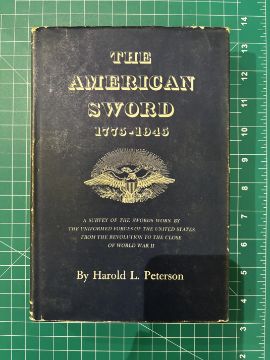 THE
AMERICAN
SWORD
1775-1945
A SURVEY OF THE SWORDS WORN BY
THE UNIFORMED FORCES OF THE UNITED STATES
FROM THE REVOLUTION TO THE CLOSE
OF WORLD WAR II
By Harold L. Peterson
14
13
12
11
10
9
8
7
6
5
4
3
2
1